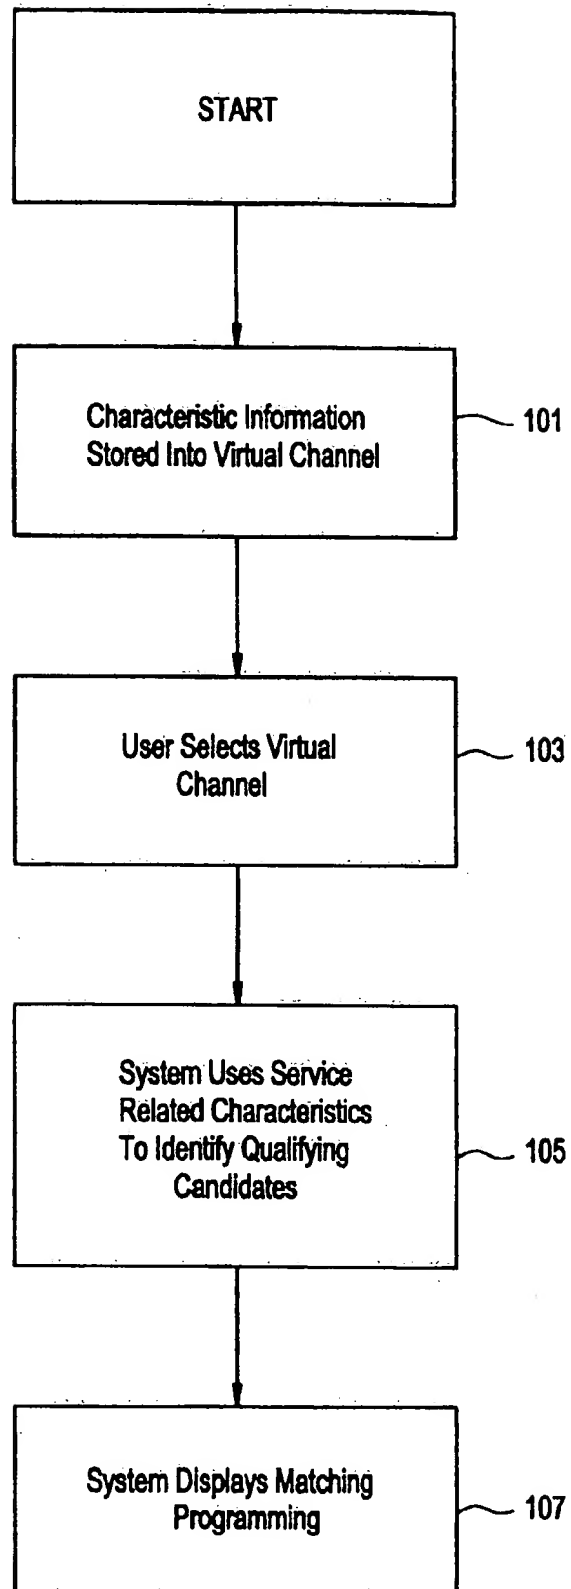 START
Characteristic Information
Stored Into Virtual Channel
101
User Selects Virtual
Channel
103
System Uses Service
Related Characteristics
To Identify Qualifying
Candidates
105
System Displays Matching
Programming
107